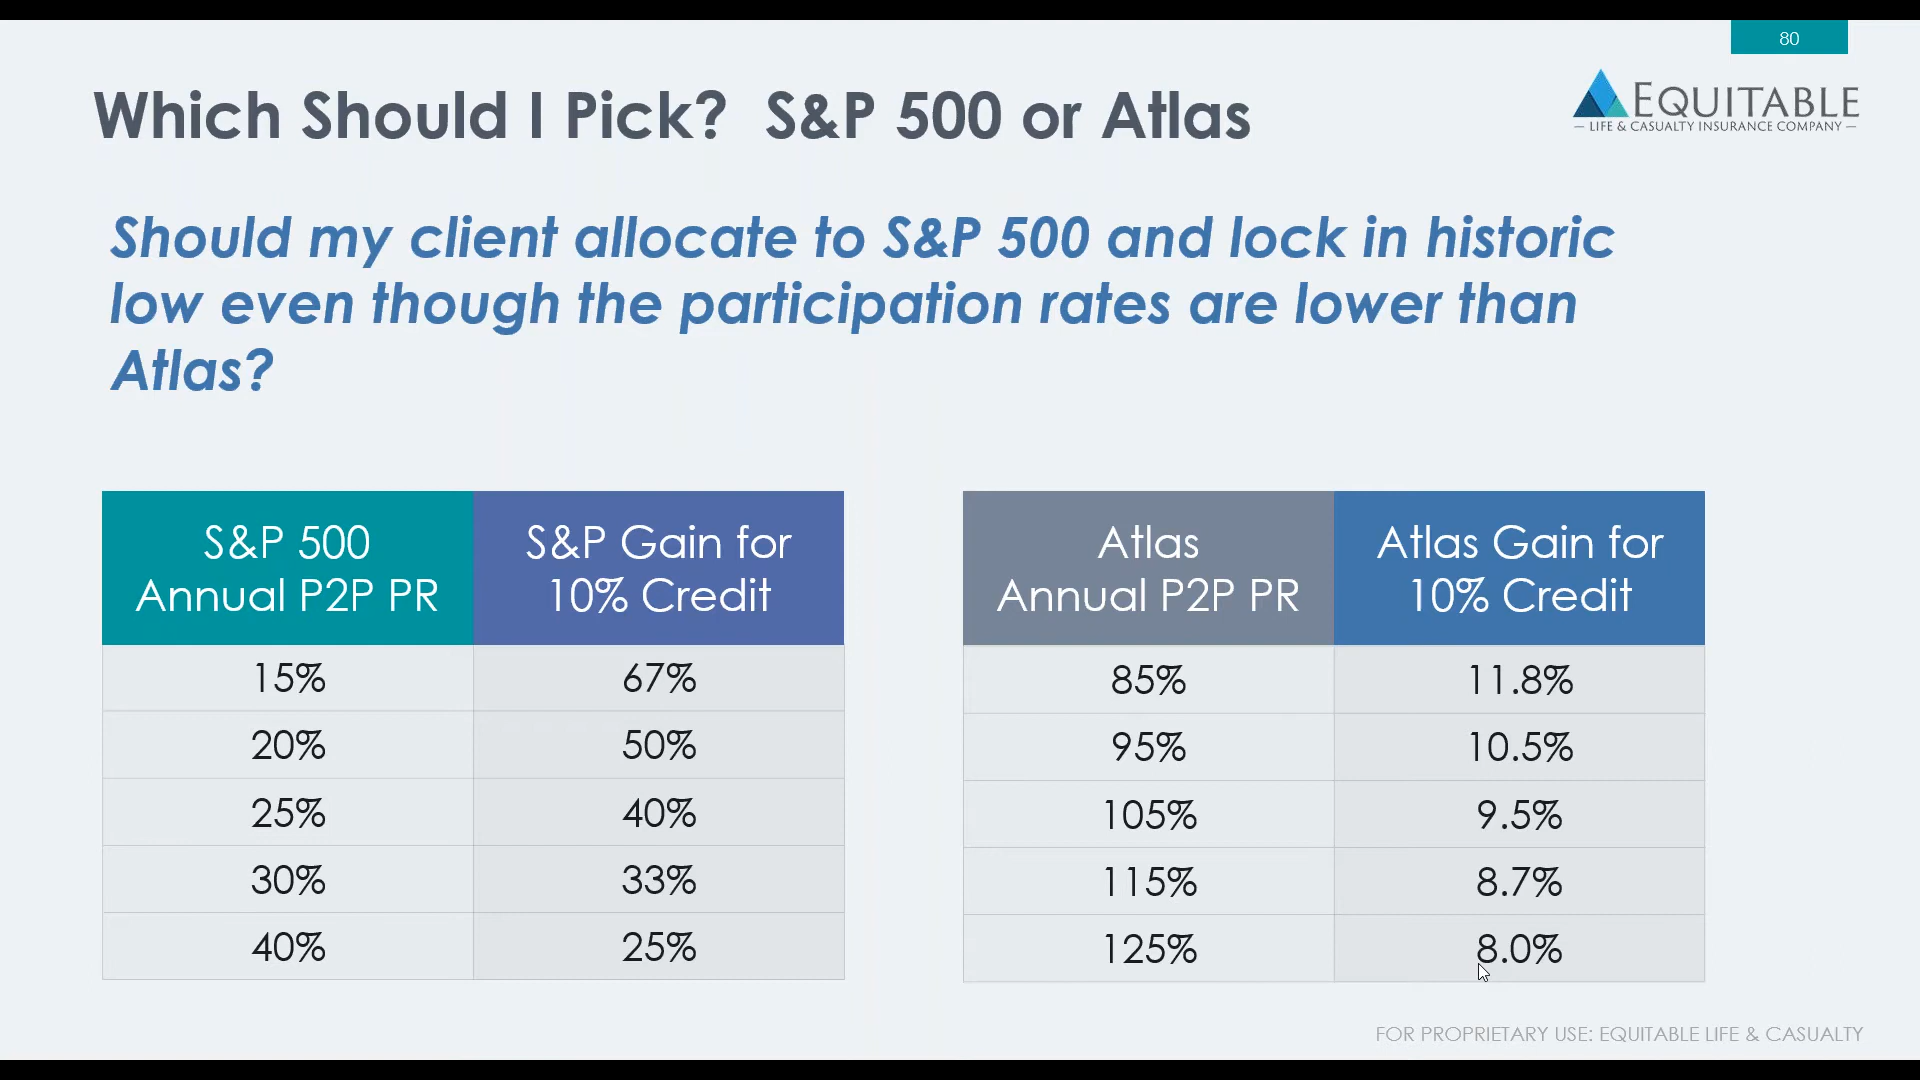 80
Which Should I Pick?  S&P 500 or Atlas
EQUITABLE
— LIFE & CASUALTY INSURANCE COMPANY —
Should my client allocate to S&P 500 and lock in historic
low even though the participation rates are lower than
Atlas?
S&P 500
Annual P2P PR
S&P Gain for
10% Credit
15% 67%
20% 50%
25% 40%
30% 33%
40% 25%
Atlas
Annual P2P PR
Atlas Gain for
10% Credit
85% 11.8%
95% 10.5%
105% 9.5%
115% 8.7%
125% 8.0%
FOR PROPRIETARY USE: EQUITABLE LIFE & CASUALTY